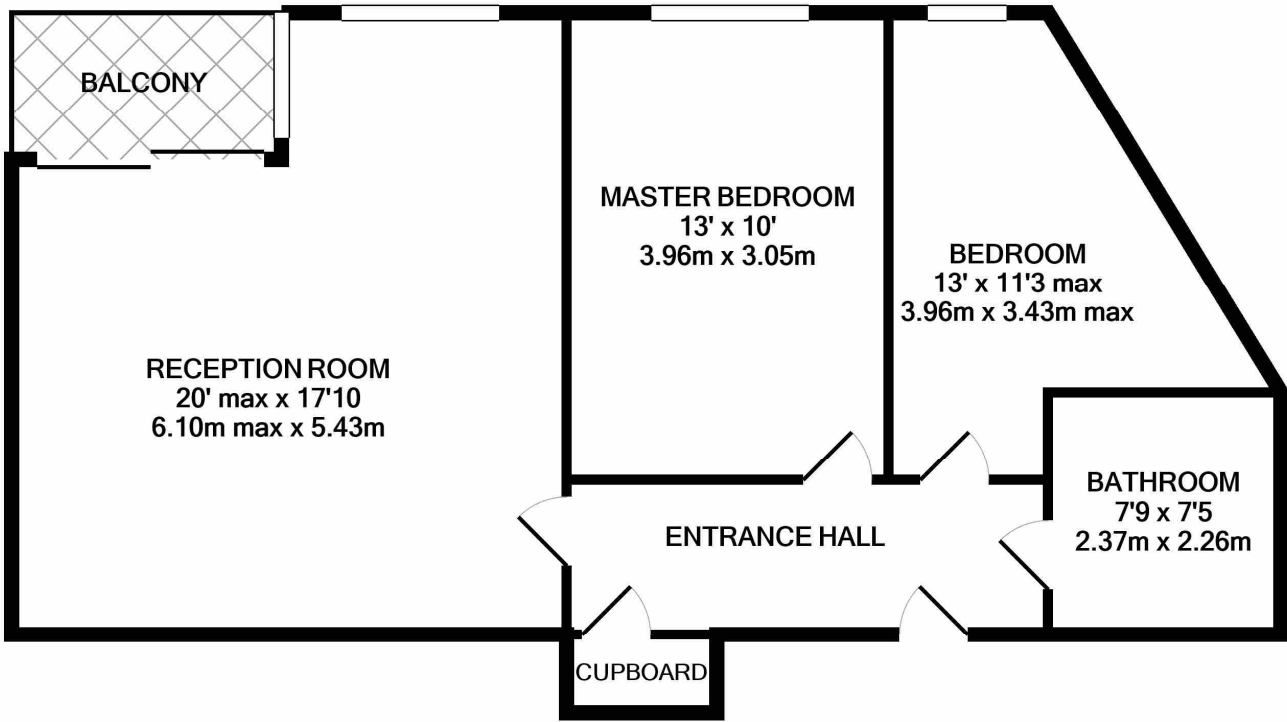 BALCONY
MASTER BEDROOM
13' x 10'
3.96m x 3.05m
BEDROOM
13' x 11'3 max
3.96m x 3.43m max
RECEPTION ROOM
20' max x 17'10
6.10m max x 5.43m
BATHROOM
7'9 x 7'5
2.37m x 2.26m
ENTRANCE HALL
CUPBOARD